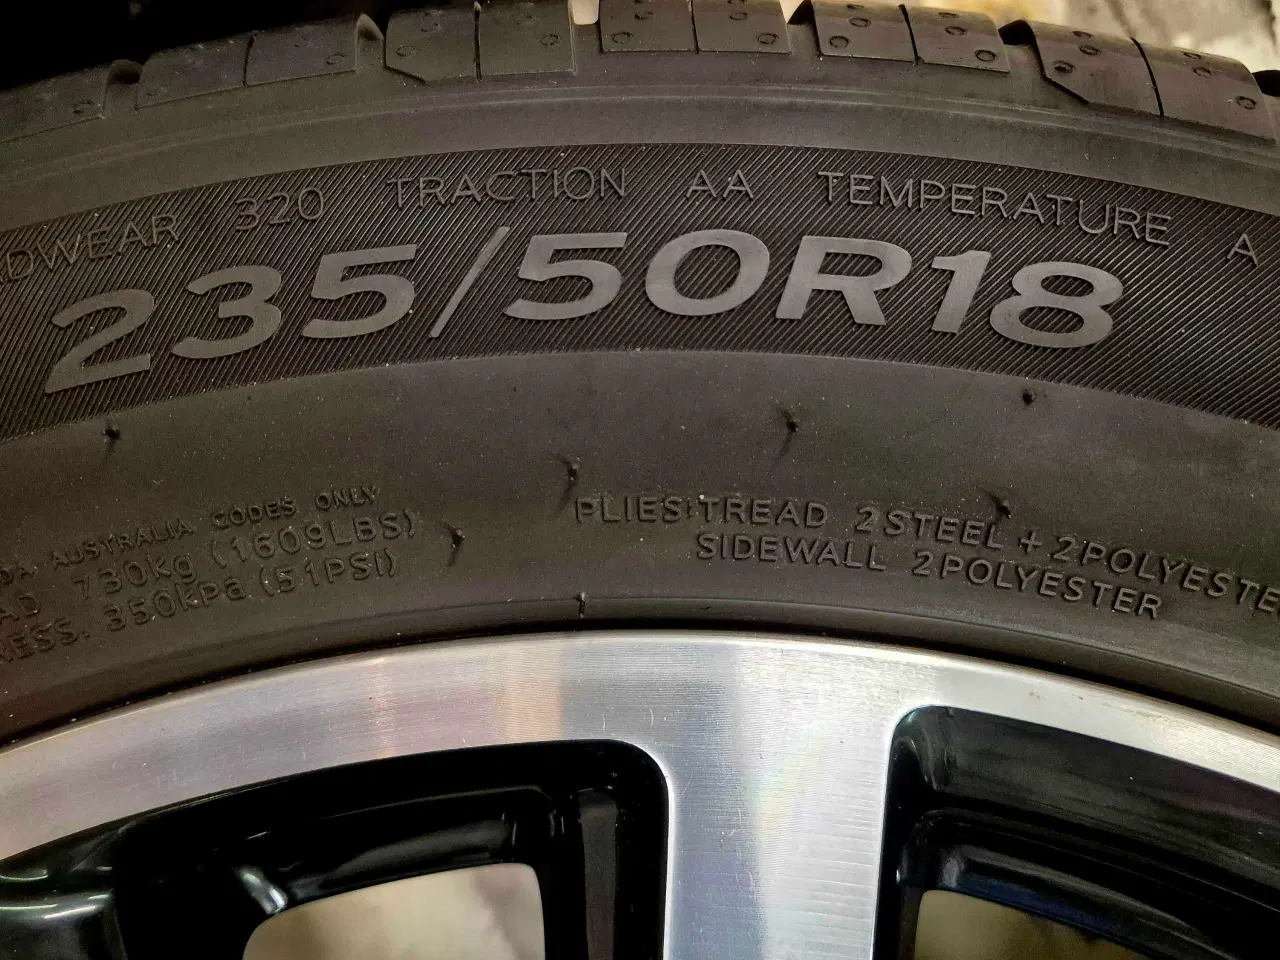 320 TRACTION AA TEMPERATURE A
235/50R18
AUSTRALIA CODES ONLY
730kg (1609LBS)
350kPa (51PSI)
PLIES:TREAD 2STEEL + 2POLYESTE
SIDEWALL 2POLYESTER